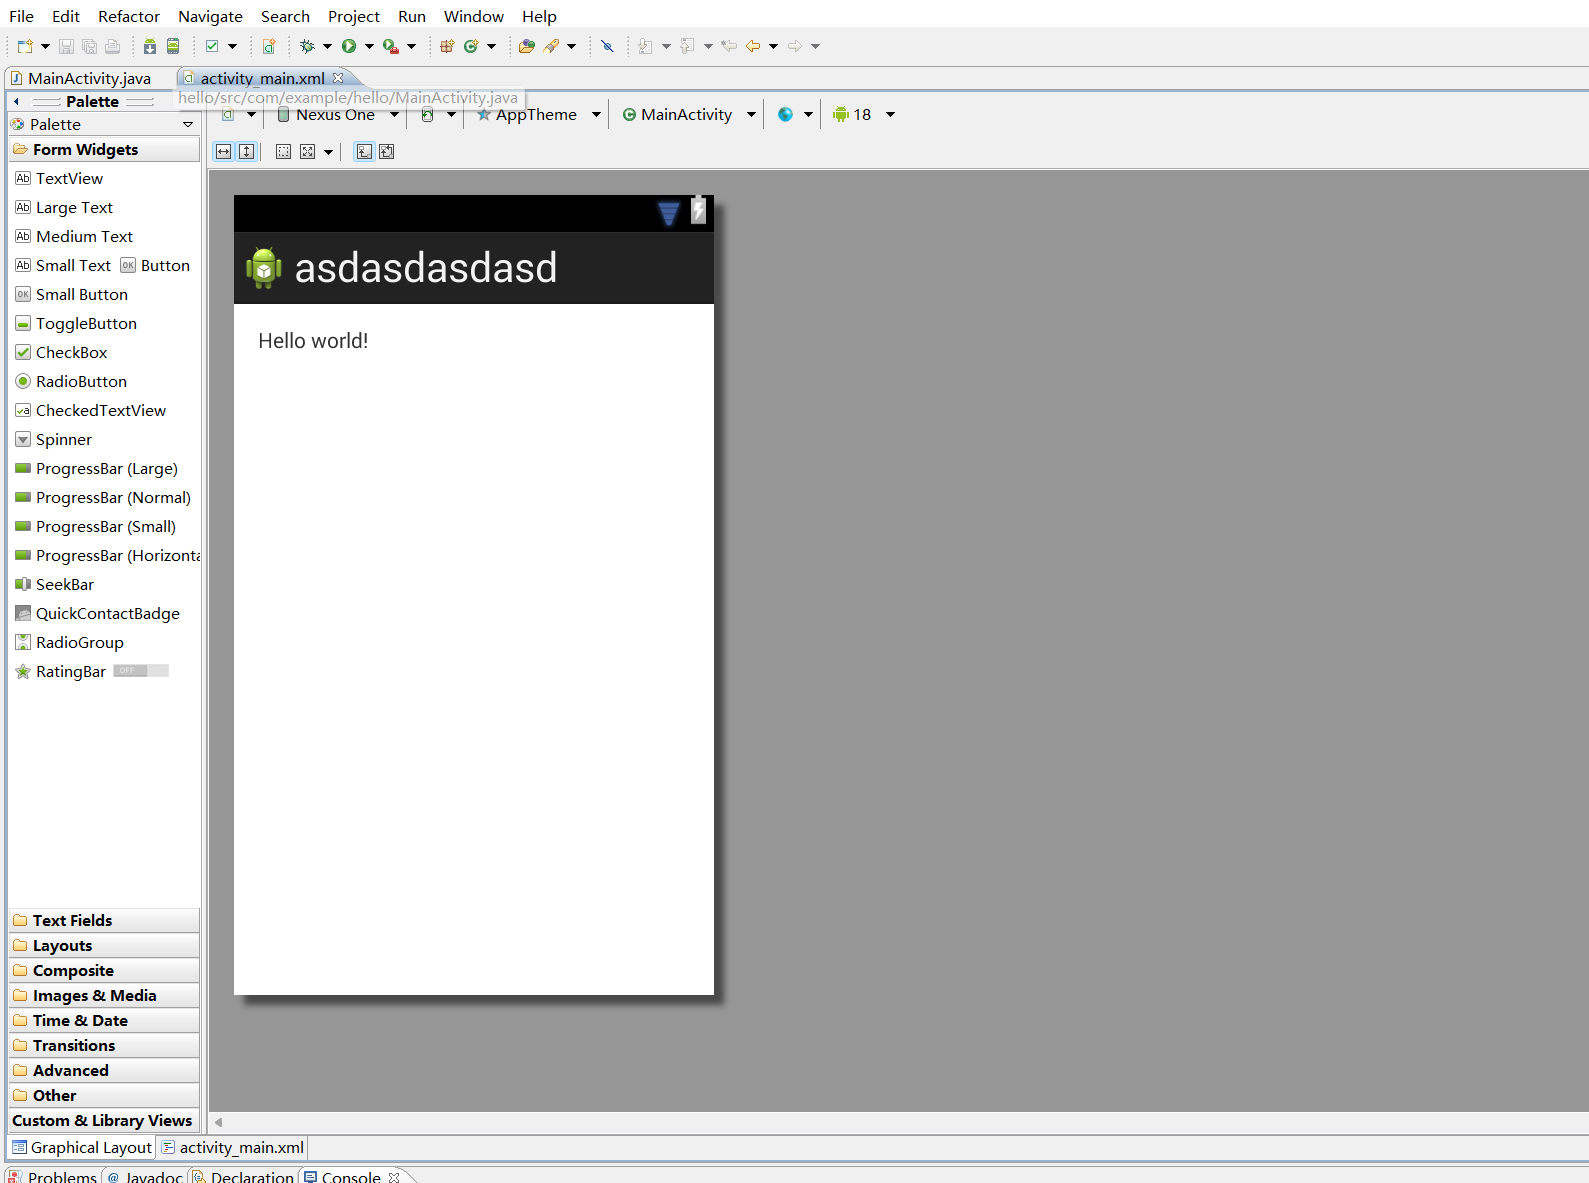 File Edit Refactor Navigate Search Project Run Window Help
MainActivity.java activity_main.xml
hello/src/com/example/hello/MainActivity.java
Palette
Palette
Nexus One AppTheme MainActivity 18
Form Widgets
TextView
Large Text
Medium Text
Small Text OK Button
Small Button
ToggleButton
CheckBox
RadioButton
CheckedTextView
Spinner
ProgressBar (Large)
ProgressBar (Normal)
ProgressBar (Small)
ProgressBar (Horizonta
SeekBar
QuickContactBadge
RadioGroup
RatingBar OFF
asdasdasdasd
Hello world!
Text Fields
Layouts
Composite
Images & Media
Time & Date
Transitions
Advanced
Other
Custom & Library Views
Graphical Layout activity_main.xml
Problems @ Javadoc Declaration Console